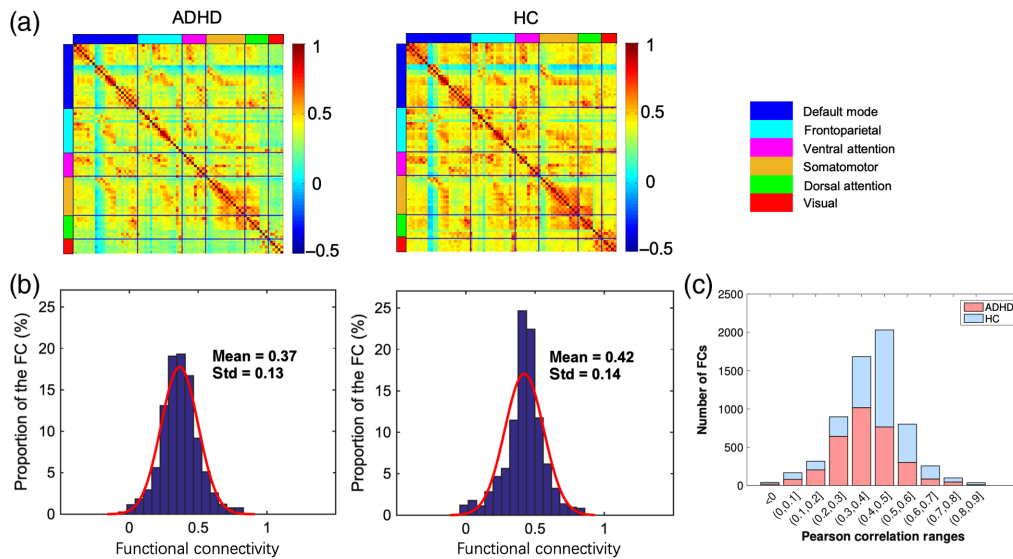 (a)
ADHD
HC
1
0.5
0
−0.5
1
0.5
0
−0.5
Default mode
Frontoparietal
Ventral attention
Somatomotor
Dorsal attention
Visual
(b)
Proportion of the FC (%)
25
20
15
10
5
0
Mean = 0.37
Std = 0.13
0 0.5 1
Functional connectivity
Proportion of the FC (%)
25
20
15
10
5
0
Mean = 0.42
Std = 0.14
0 0.5 1
Functional connectivity
(c)
Number of FCs
2500
2000
1500
1000
500
0
ADHD
HC
<0 (0,0.1] (0.1,0.2] (0.2,0.3] (0.3,0.4] (0.4,0.5] (0.5,0.6] (0.6,0.7] (0.7,0.8] (0.8,0.9]
Pearson correlation ranges